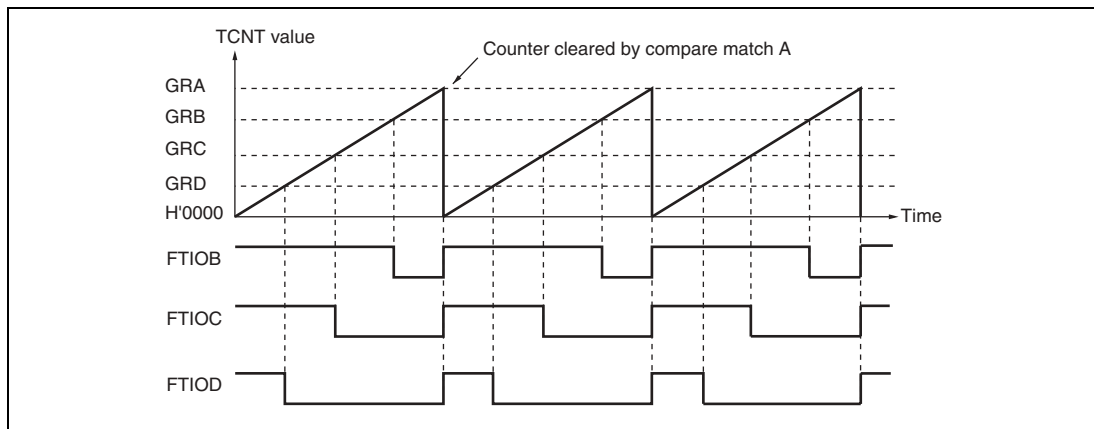 TCNT value
Counter cleared by compare match A
GRA
GRB
GRC
GRD
H'0000
Time
FTIOB
FTIOC
FTIOD